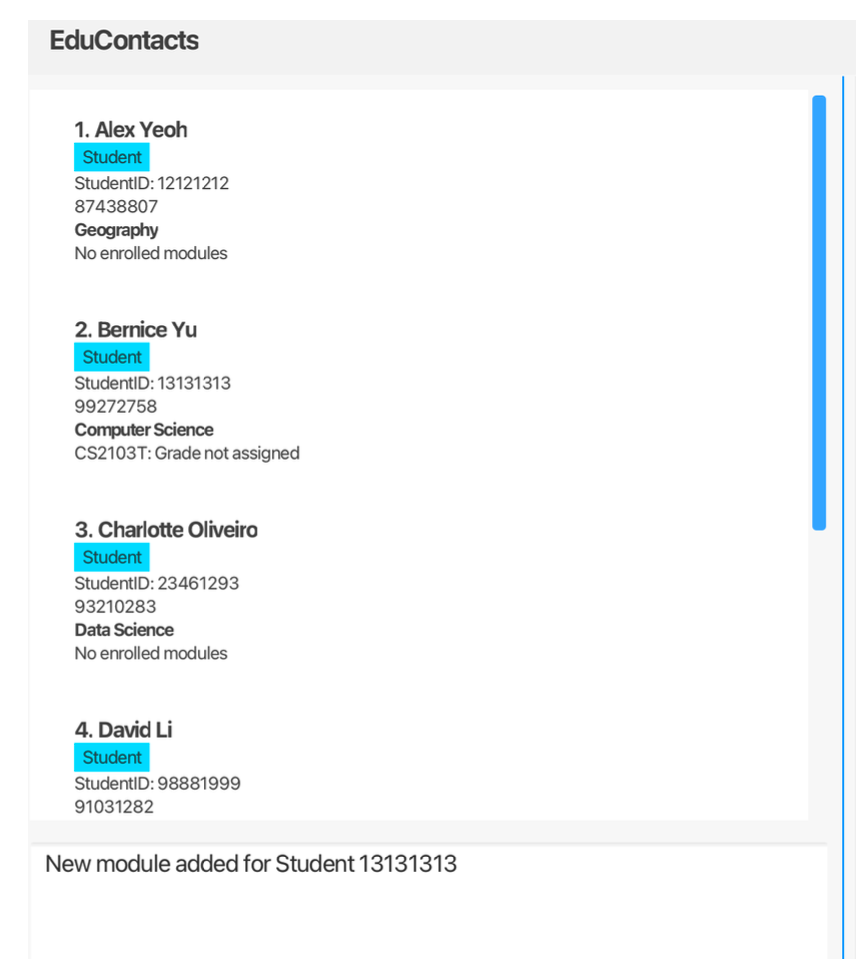 EduContacts
1. Alex Yeoh
Student
StudentID: 12121212
87438807
Geography
No enrolled modules
2. Bernice Yu
Student
StudentID: 13131313
99272758
Computer Science
CS2103T: Grade not assigned
3. Charlotte Oliveiro
Student
StudentID: 23461293
93210283
Data Science
No enrolled modules
4. David Li
Student
StudentID: 98881999
91031282
New module added for Student 13131313